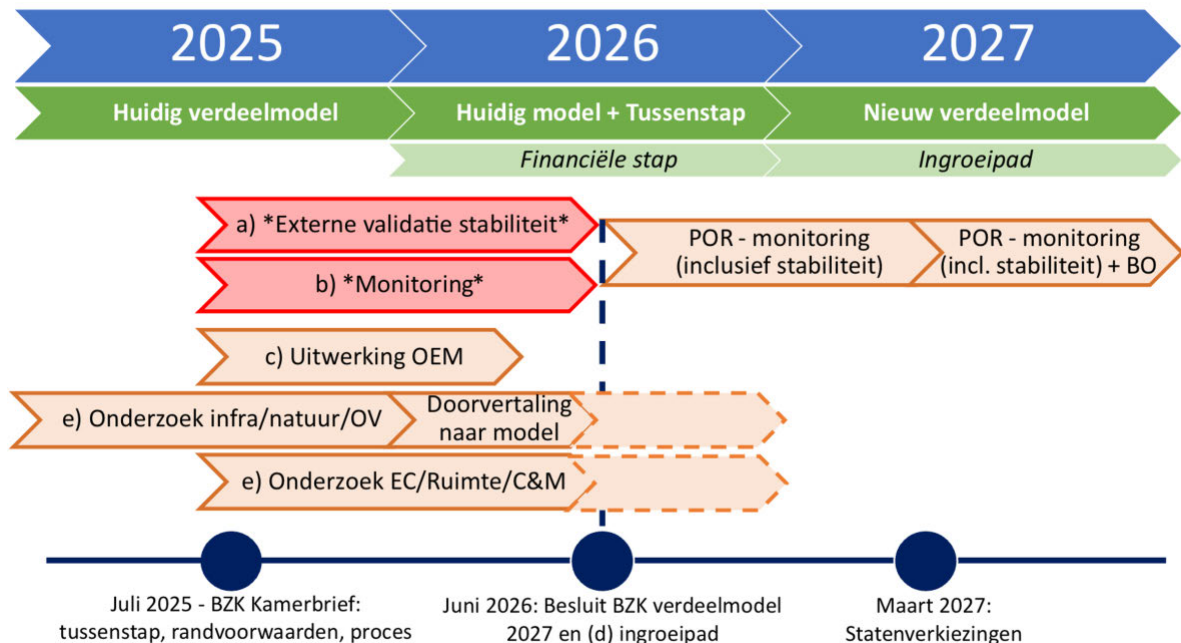 2025
2026
2027
Huidig verdeelmodel
Huidig model + Tussenstap
Nieuw verdeelmodel
Financiële stap
Ingroeipad
a) *Externe validatie stabiliteit*
b) *Monitoring*
POR - monitoring
(inclusief stabiliteit)
POR - monitoring
(incl. stabiliteit) + BO
c) Uitwerking OEM
e) Onderzoek infra/natuur/OV
Doorvertaling
naar model
e) Onderzoek EC/Ruimte/C&M
Juli 2025 - BZK Kamerbrief:
tussenstap, randvoorwaarden, proces
Juni 2026: Besluit BZK verdeelmodel
2027 en (d) ingroeipad
Maart 2027:
Statenverkiezingen